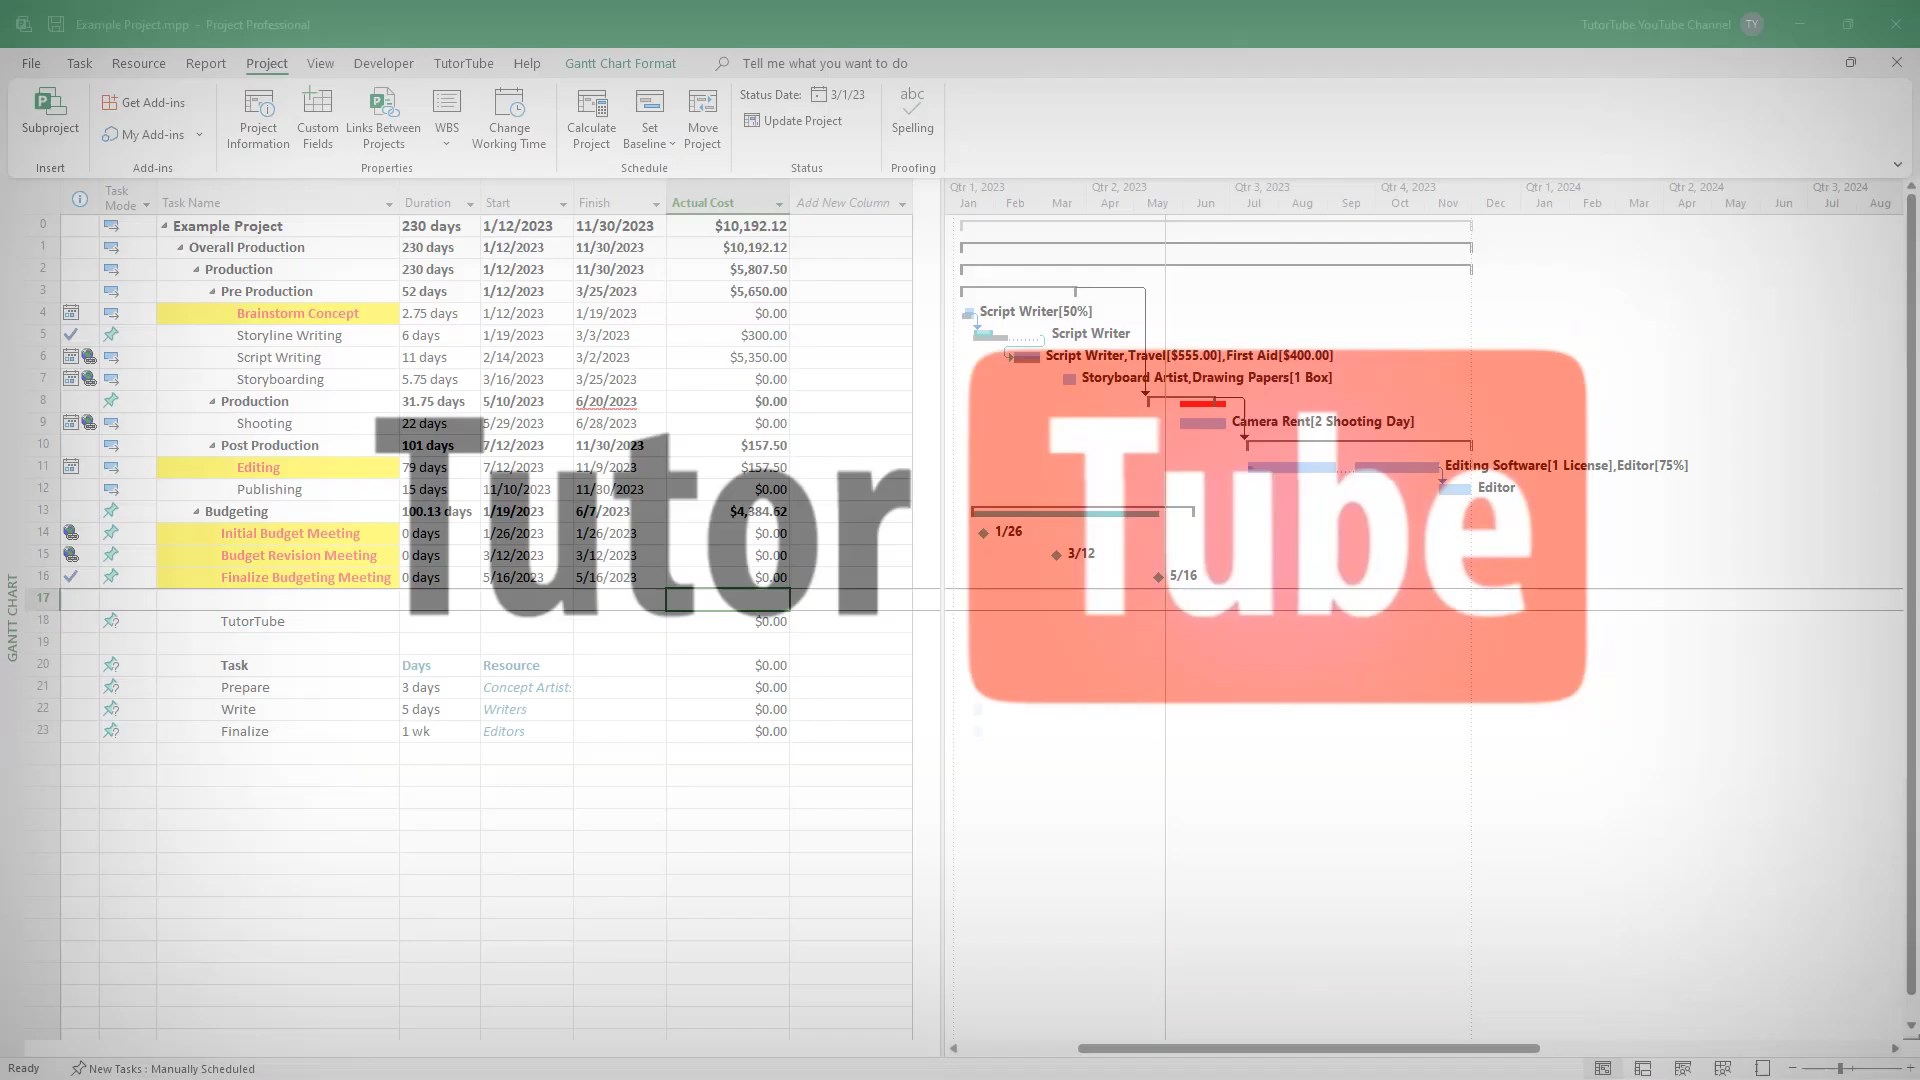 Example Project.mpp - Project Professional
TutorTube YouTube Channel TY
File Task Resource Report Project View Developer TutorTube Help Gantt Chart Format Tell me what you want to do
Subproject
Insert
Get Add-ins
My Add-ins
Add-ins
Project Information
Custom Fields
Links Between Projects
WBS
Change Working Time
Properties
Calculate Project
Set Baseline
Move Project
Schedule
Status Date: 3/1/23
Update Project
Status
abc
Spelling
Proofing
Task Mode Task Name Duration Start Finish Actual Cost Add New Column
Qtr 1, 2023 Qtr 2, 2023 Qtr 3, 2023 Qtr 4, 2023 Qtr 1, 2024 Qtr 2, 2024 Qtr 3, 2024
Jan Feb Mar Apr May Jun Jul Aug Sep Oct Nov Dec Jan Feb Mar Apr May Jun Jul Aug
0 Example Project 230 days 1/12/2023 11/30/2023 $10,192.12
1 Overall Production 230 days 1/12/2023 11/30/2023 $10,192.12
2 Production 230 days 1/12/2023 11/30/2023 $5,807.50
3 Pre Production 52 days 1/12/2023 3/25/2023 $5,650.00
4 Brainstorm Concept 2.75 days 1/12/2023 1/19/2023 $0.00 Script Writer[50%]
5 Storyline Writing 6 days 1/19/2023 3/3/2023 $300.00 Script Writer
6 Script Writing 11 days 2/14/2023 3/2/2023 $5,350.00 Script Writer,Travel[$555.00],First Aid[$400.00]
7 Storyboarding 5.75 days 3/16/2023 3/25/2023 $0.00 Storyboard Artist,Drawing Papers[1 Box]
8 Production 31.75 days 5/10/2023 6/20/2023 $0.00
9 Shooting 22 days 5/29/2023 6/28/2023 $0.00 Camera Rent[2 Shooting Day]
10 Post Production 101 days 7/12/2023 11/30/2023 $157.50
11 Editing 79 days 7/12/2023 11/9/2023 $157.50 Editing Software[1 License],Editor[75%]
12 Publishing 15 days 11/10/2023 11/30/2023 $0.00 Editor
13 Budgeting 100.13 days 1/19/2023 6/7/2023 $4,384.62
14 Initial Budget Meeting 0 days 1/26/2023 1/26/2023 $0.00 1/26
15 Budget Revision Meeting 0 days 3/12/2023 3/12/2023 $0.00 3/12
16 Finalize Budgeting Meeting 0 days 5/16/2023 5/16/2023 $0.00 5/16
17
18 TutorTube $0.00
19
20 Task Days Resource $0.00
21 Prepare 3 days Concept Artist: $0.00
22 Write 5 days Writers $0.00
23 Finalize 1 wk Editors $0.00
Tutor Tube
GANTT CHART
Ready New Tasks : Manually Scheduled